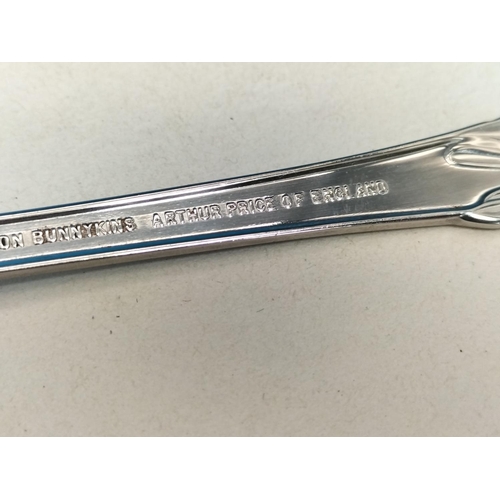 ON BUNNYKINS ARTHUR PRICE OF ENGLAND